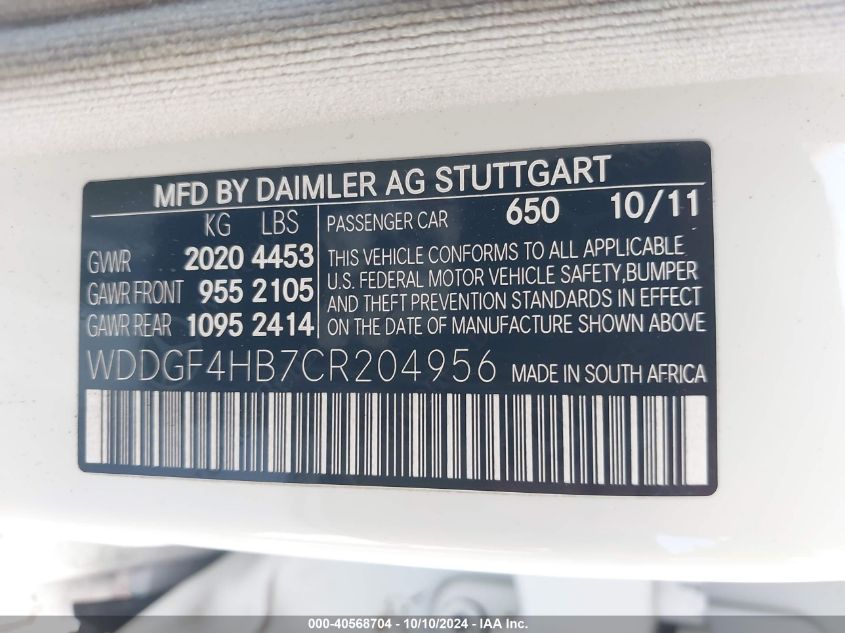 MFD BY DAIMLER AG STUTTGART
KG LBS
GVWR 2020 4453
GAWR FRONT 955 2105
GAWR REAR 1095 2414
PASSENGER CAR 650 10/11
THIS VEHICLE CONFORMS TO ALL APPLICABLE
U.S. FEDERAL MOTOR VEHICLE SAFETY,BUMPER
AND THEFT PREVENTION STANDARDS IN EFFECT
ON THE DATE OF MANUFACTURE SHOWN ABOVE
WDDGF4HB7CR204956 MADE IN SOUTH AFRICA
000-40568704 - 10/10/2024 - IAA Inc.